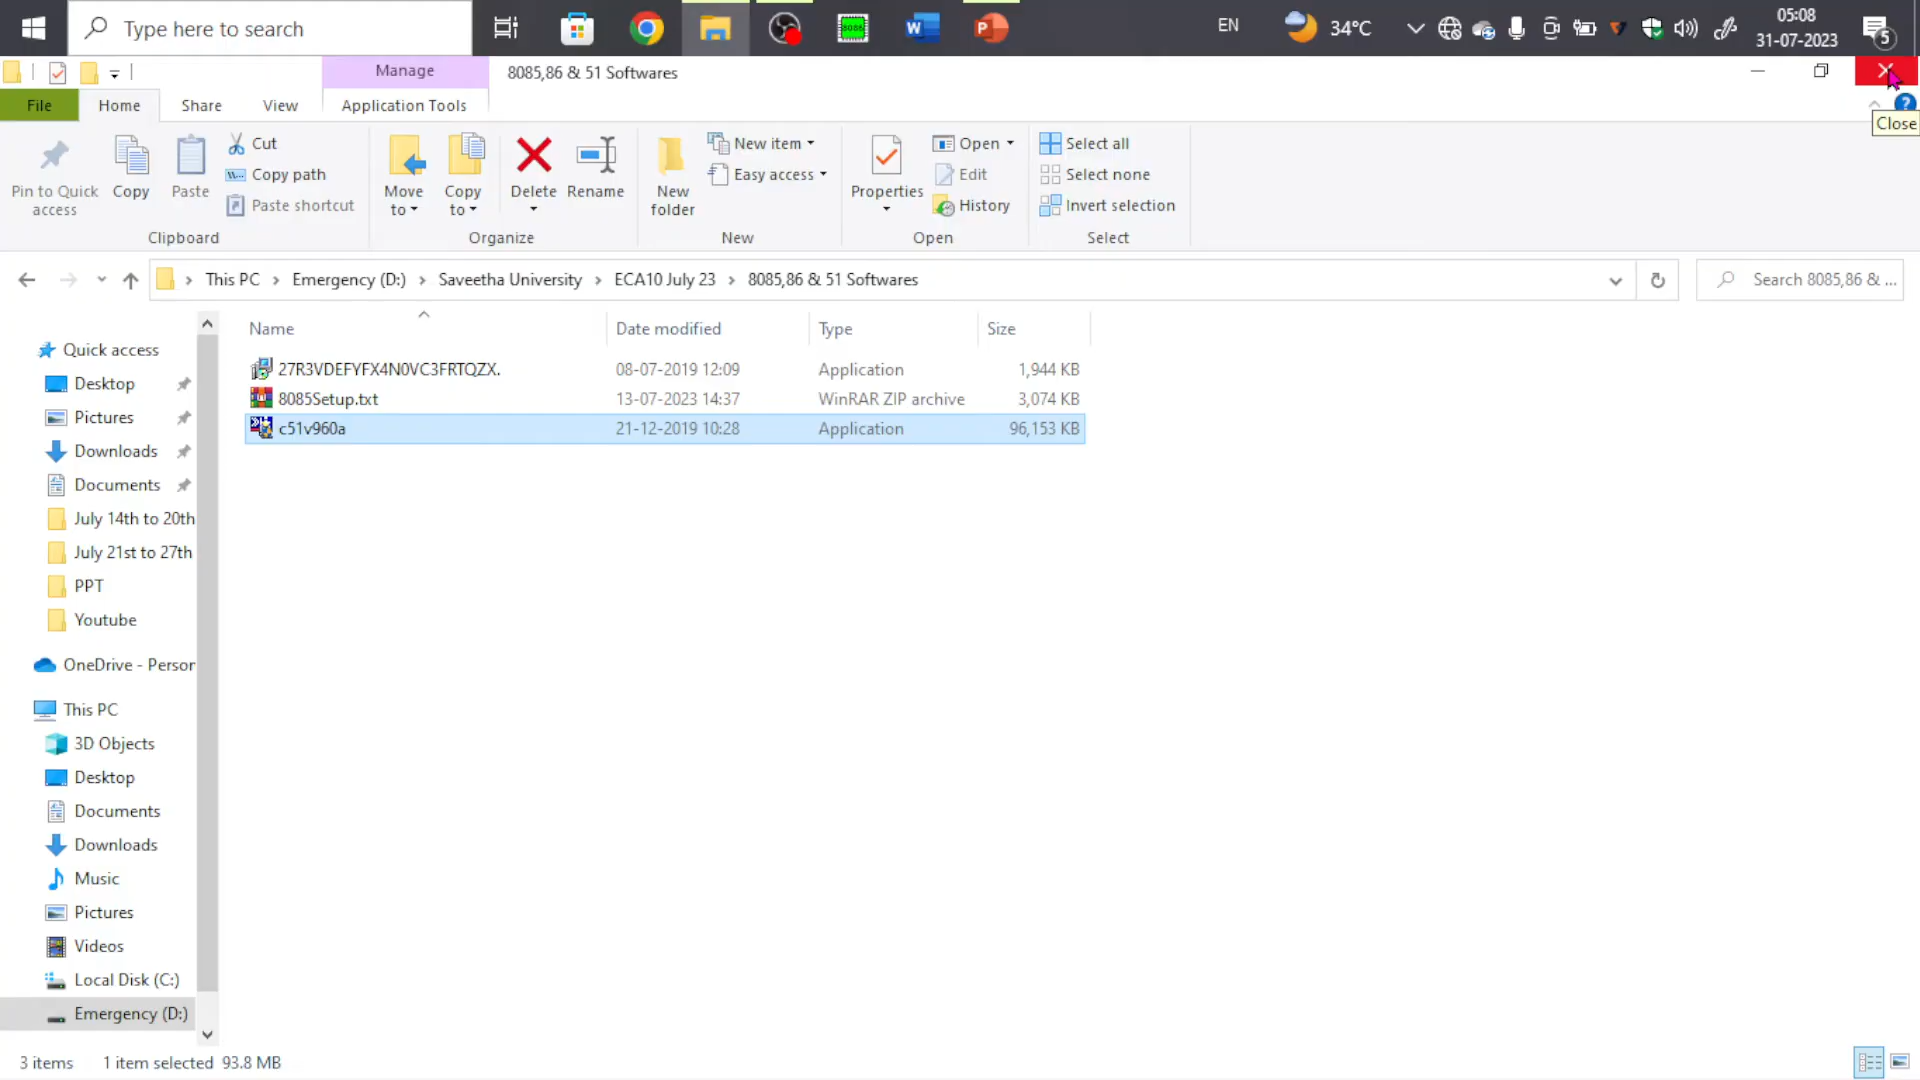 Type here to search
EN
34°C
05:08
31-07-2023
5
Manage
8085,86 & 51 Softwares
File
Home
Share
View
Application Tools
Close
Pin to Quick access
Copy
Paste
Cut
Copy path
Paste shortcut
Clipboard
Move to
Copy to
Delete
Rename
Organize
New folder
New item
Easy access
New
Properties
Open
Edit
History
Open
Select all
Select none
Invert selection
Select
This PC > Emergency (D:) > Saveetha University > ECA10 July 23 > 8085,86 & 51 Softwares
Search 8085,86 & ...
Name Date modified Type Size
27R3VDEFYFX4N0VC3FRTQZX. 08-07-2019 12:09 Application 1,944 KB
8085Setup.txt 13-07-2023 14:37 WinRAR ZIP archive 3,074 KB
c51v960a 21-12-2019 10:28 Application 96,153 KB
Quick access
Desktop
Pictures
Downloads
Documents
July 14th to 20th
July 21st to 27th
PPT
Youtube
OneDrive - Person
This PC
3D Objects
Desktop
Documents
Downloads
Music
Pictures
Videos
Local Disk (C:)
Emergency (D:)
3 items 1 item selected 93.8 MB